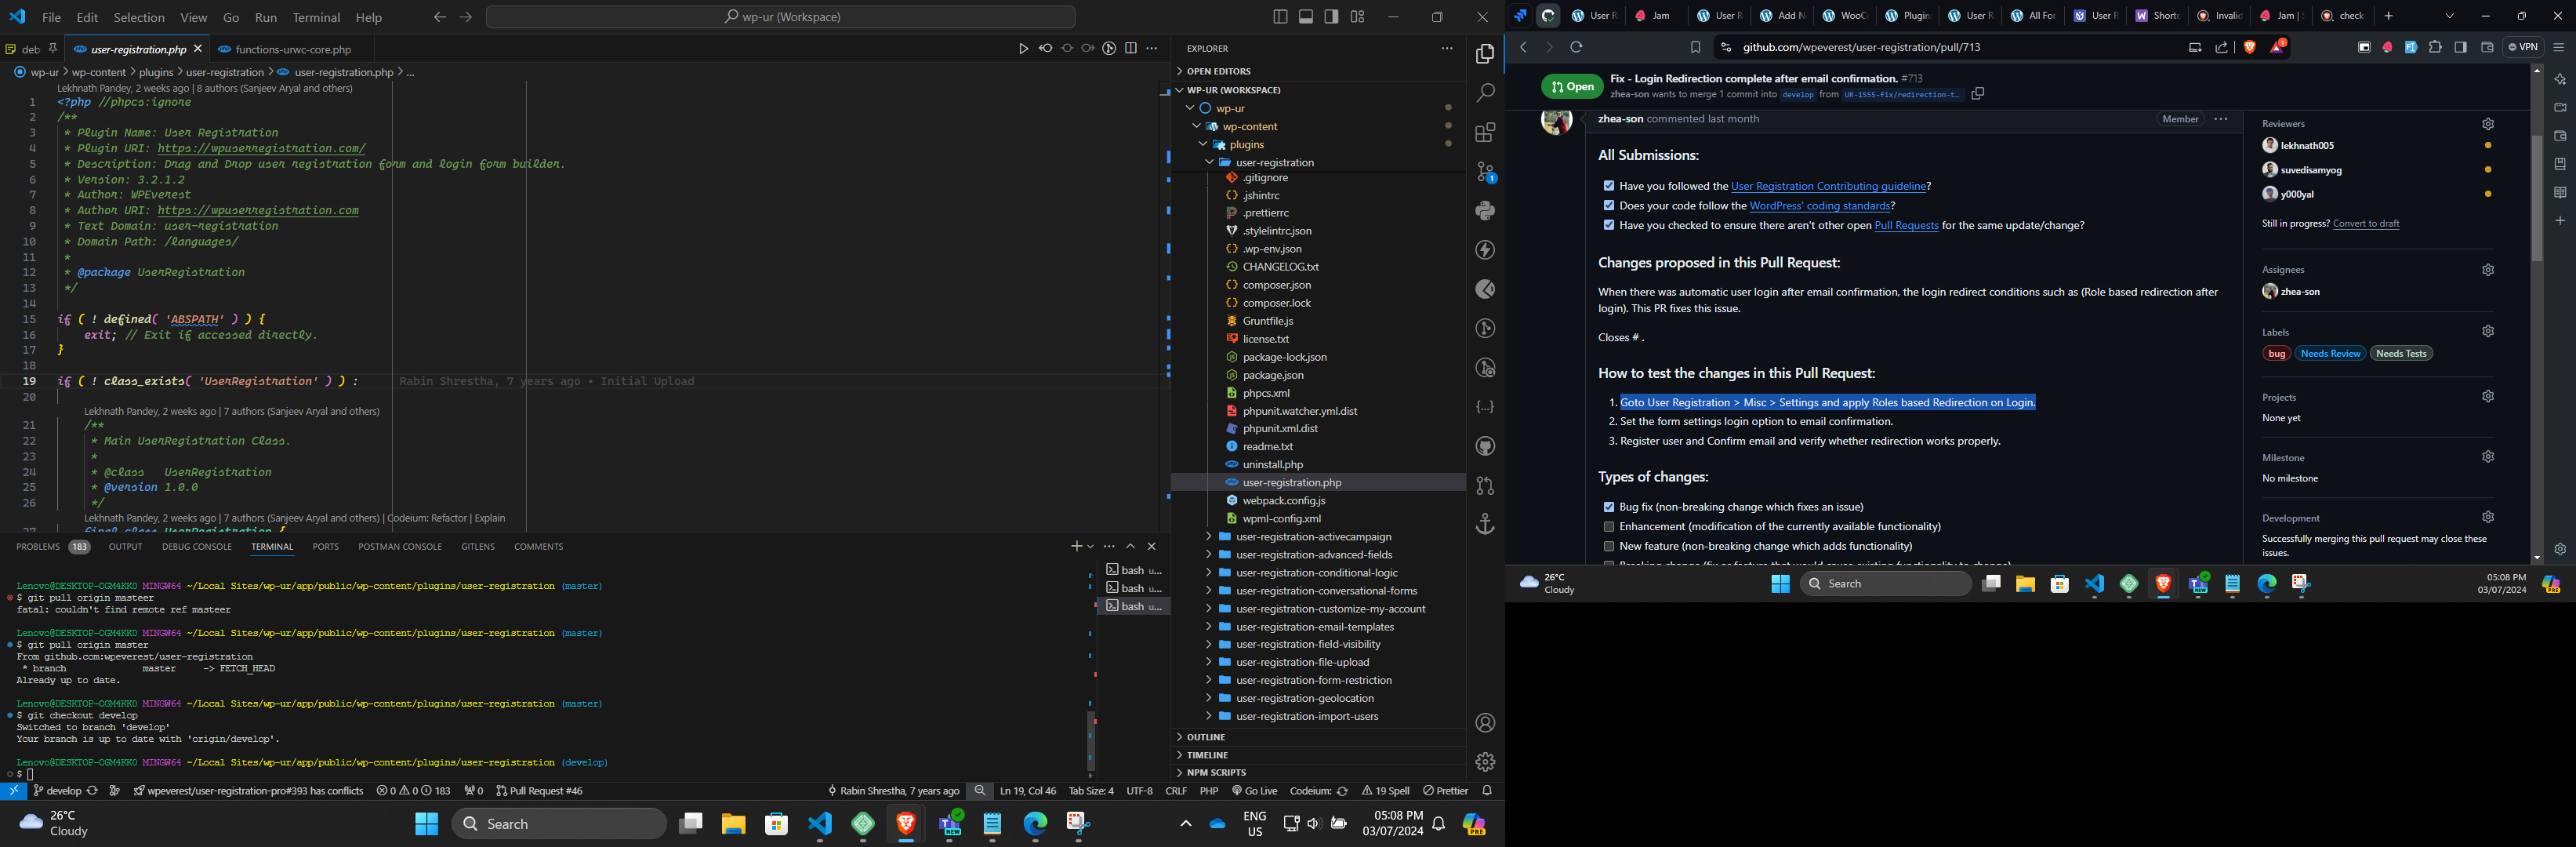 File Edit Selection View Go Run Terminal Help
wp-ur (Workspace)
deb
user-registration.php
functions-urwc-core.php
wp-ur > wp-content > plugins > user-registration > user-registration.php > ...
Lekhnath Pandey, 2 weeks ago | 8 authors (Sanjeev Aryal and others)
1 <?php //phpcs:ignore
2 /**
3 * Plugin Name: User Registration
4 * Plugin URI: https://wpuserregistration.com/
5 * Description: Drag and Drop user registration form and login form builder.
6 * Version: 3.2.1.2
7 * Author: WPEverest
8 * Author URI: https://wpuserregistration.com
9 * Text Domain: user-registration
10 * Domain Path: /languages/
11 *
12 * @package UserRegistration
13 */
14
15 if ( ! defined( 'ABSPATH' ) ) {
16 exit; // Exit if accessed directly.
17 }
18
19 if ( ! class_exists( 'UserRegistration' ) ) : Rabin Shrestha, 7 years ago • Initial Upload
20
Lekhnath Pandey, 2 weeks ago | 7 authors (Sanjeev Aryal and others)
21 /**
22 * Main UserRegistration Class.
23 *
24 * @class UserRegistration
25 * @version 1.0.0
26 */
Lekhnath Pandey, 2 weeks ago | 7 authors (Sanjeev Aryal and others) | Codeium: Refactor | Explain
27 final class UserRegistration {
PROBLEMS 183 OUTPUT DEBUG CONSOLE TERMINAL PORTS POSTMAN CONSOLE GITLENS COMMENTS
Lenovo@DESKTOP-OGM4KK0 MINGW64 ~/Local Sites/wp-ur/app/public/wp-content/plugins/user-registration (master)
$ git pull origin masteer
fatal: couldn't find remote ref masteer
Lenovo@DESKTOP-OGM4KK0 MINGW64 ~/Local Sites/wp-ur/app/public/wp-content/plugins/user-registration (master)
$ git pull origin master
From github.com:wpeverest/user-registration
* branch master -> FETCH_HEAD
Already up to date.
Lenovo@DESKTOP-OGM4KK0 MINGW64 ~/Local Sites/wp-ur/app/public/wp-content/plugins/user-registration (master)
$ git checkout develop
Switched to branch 'develop'
Your branch is up to date with 'origin/develop'.
Lenovo@DESKTOP-OGM4KK0 MINGW64 ~/Local Sites/wp-ur/app/public/wp-content/plugins/user-registration (develop)
$
bash u...
bash u...
bash u...
EXPLORER
OPEN EDITORS
WP-UR (WORKSPACE)
wp-ur
wp-content
plugins
user-registration
.gitignore
.jshintrc
.prettierrc
.stylelintrc.json
.wp-env.json
CHANGELOG.txt
composer.json
composer.lock
Gruntfile.js
license.txt
package-lock.json
package.json
phpcs.xml
phpunit.watcher.yml.dist
phpunit.xml.dist
readme.txt
uninstall.php
user-registration.php
webpack.config.js
wpml-config.xml
user-registration-activecampaign
user-registration-advanced-fields
user-registration-conditional-logic
user-registration-conversational-forms
user-registration-customize-my-account
user-registration-email-templates
user-registration-field-visibility
user-registration-file-upload
user-registration-form-restriction
user-registration-geolocation
user-registration-import-users
OUTLINE
TIMELINE
NPM SCRIPTS
1
develop wpeverest/user-registration-pro#393 has conflicts 0 0 183 0 Pull Request #46 Rabin Shrestha, 7 years ago Ln 19, Col 46 Tab Size: 4 UTF-8 CRLF PHP Go Live Codeium: 19 Spell Prettier
26°C
Cloudy
Search
NEW
ENG
US
05:08 PM
03/07/2024
PRE
User R Jam User R Add N WooC Plugin User R All For User R Shortc Invalid Jam | S check
github.com/wpeverest/user-registration/pull/713
VPN
Open
Fix - Login Redirection complete after email confirmation. #713
zhea-son wants to merge 1 commit into develop from UR-1555-fix/redirection-t...
zhea-son commented last month
Member
All Submissions:
Have you followed the User Registration Contributing guideline?
Does your code follow the WordPress' coding standards?
Have you checked to ensure there aren't other open Pull Requests for the same update/change?
Changes proposed in this Pull Request:
When there was automatic user login after email confirmation, the login redirect conditions such as (Role based redirection after
login). This PR fixes this issue.
Closes # .
How to test the changes in this Pull Request:
1. Goto User Registration > Misc > Settings and apply Roles based Redirection on Login.
2. Set the form settings login option to email confirmation.
3. Register user and Confirm email and verify whether redirection works properly.
Types of changes:
Bug fix (non-breaking change which fixes an issue)
Enhancement (modification of the currently available functionality)
New feature (non-breaking change which adds functionality)
Breaking change (fix or feature that would cause existing functionality to change)
Reviewers
lekhnath005
suvedisamyog
y000yal
Still in progress? Convert to draft
Assignees
zhea-son
Labels
bug Needs Review Needs Tests
Projects
None yet
Milestone
No milestone
Development
Successfully merging this pull request may close these
issues.
26°C
Cloudy
Search
NEW
05:08 PM
03/07/2024
PRE